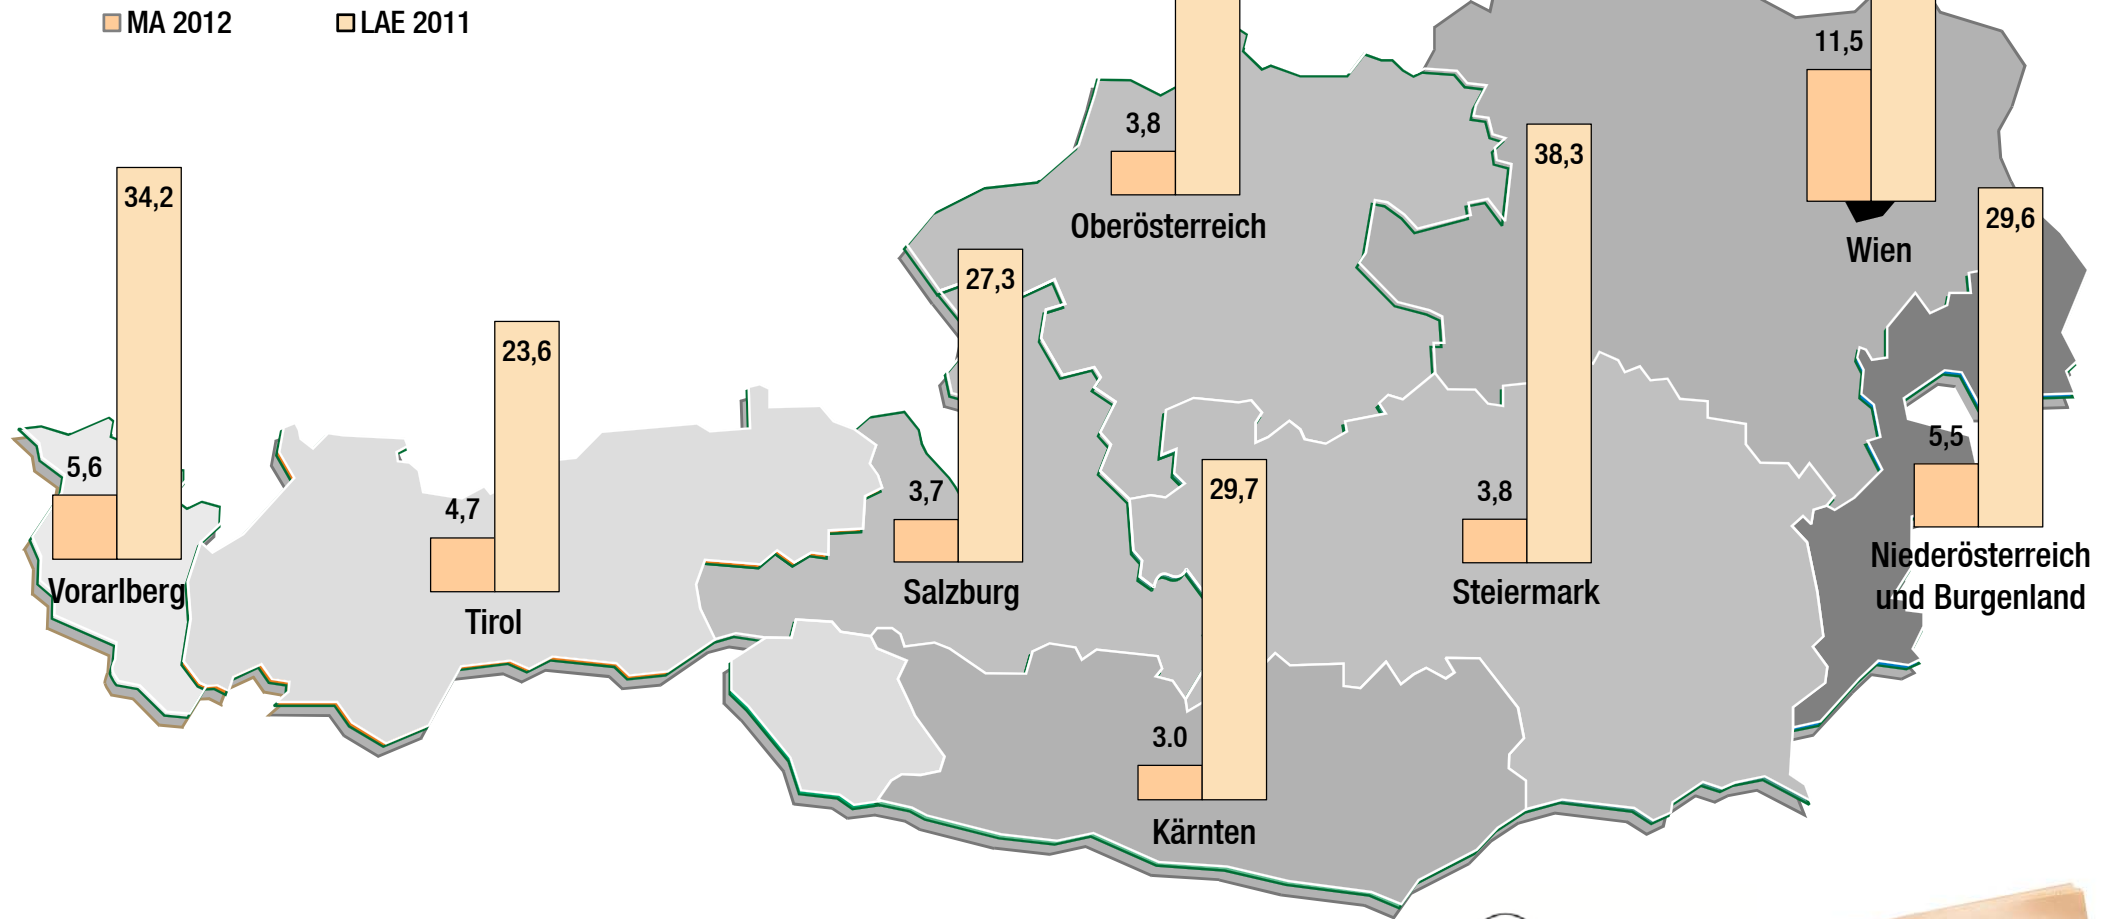 MA 2012
LAE 2011
11,5
3,8
38,3
34,2
29,6
Oberösterreich
Wien
27,3
23,6
5,5
5,6
29,7
3,7
3,8
4,7
Niederösterreich
und Burgenland
Vorarlberg
Salzburg
Steiermark
Tirol
3.0
Kärnten